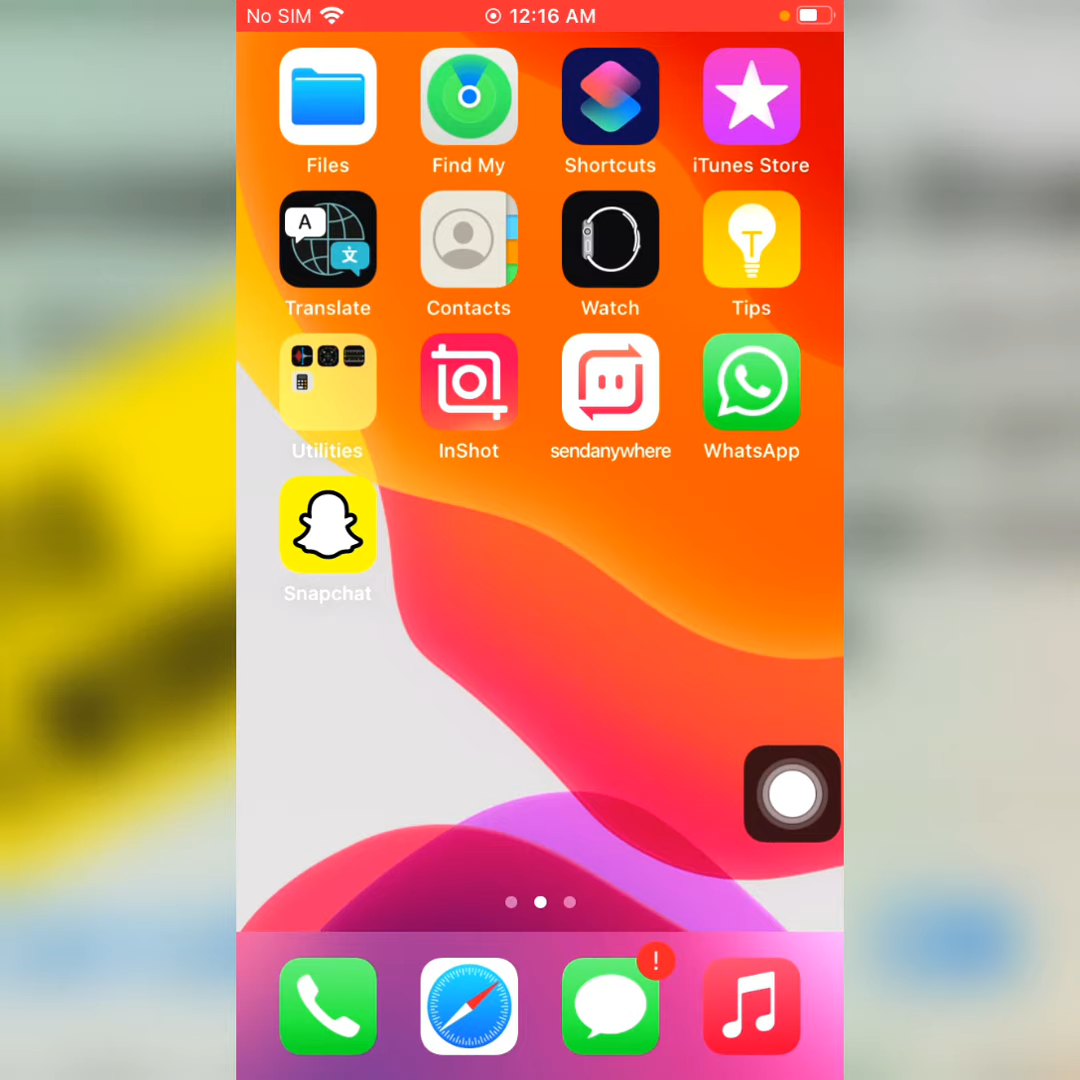 No SIM 12:16 AM
Files Find My Shortcuts iTunes Store
A 文
Translate Contacts Watch Tips
Utilities InShot sendanywhere WhatsApp
Snapchat
!